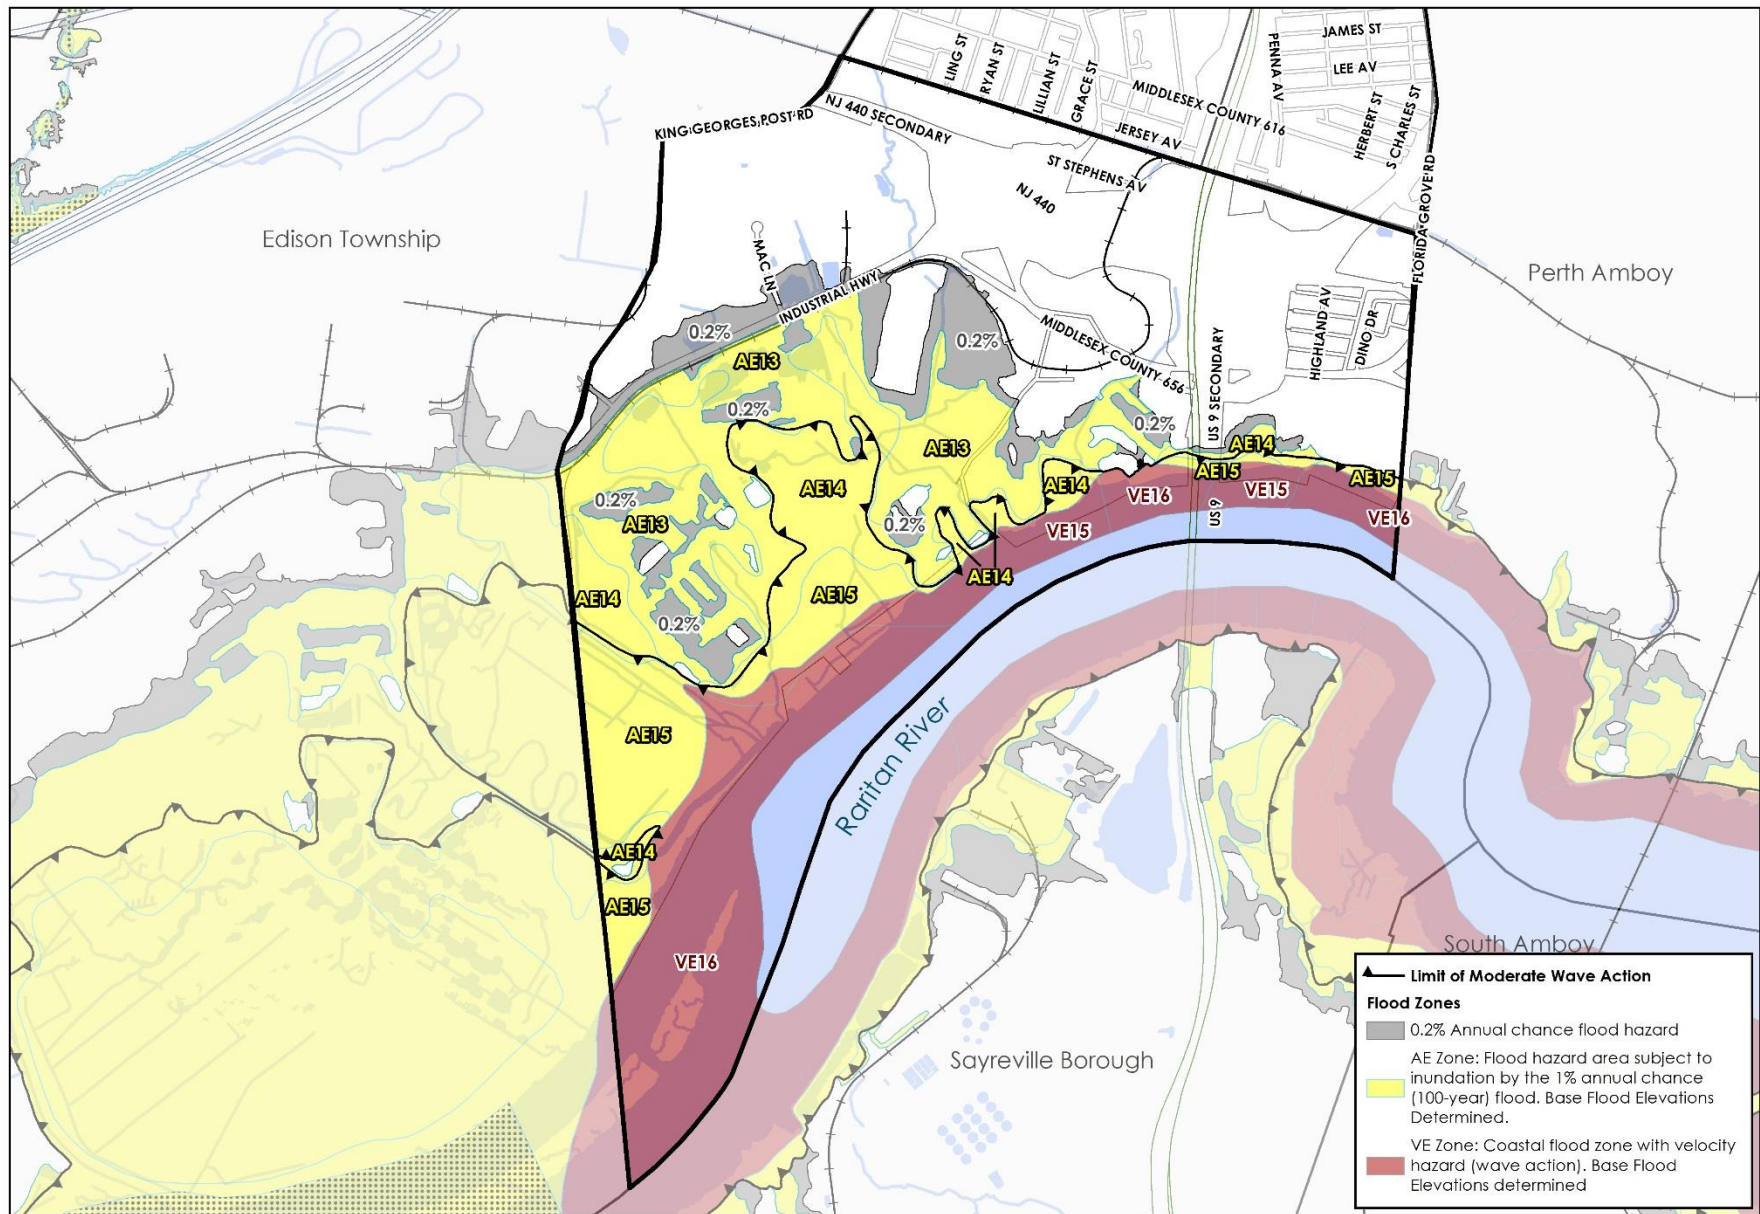 JAMES ST
LING ST
RYAN ST
LILLIAN ST
GRACE ST
PENNA AV
LEE AV
MIDDLESEX COUNTY 616
HERBERT ST
S CHARLES ST
KING GEORGES POST RD
NJ 440 SECONDARY
JERSEY AV
ST STEPHENS AV
NJ 440
FLORIDA GROVE RD
Edison Township
MAC LN
INDUSTRIAL HWY
Perth Amboy
HIGHLAND AV
DINO DR
0.2%
0.2%
MIDDLESEX COUNTY 656
US 9 SECONDARY
AE13
0.2%
0.2%
AE13
AE14
AE14
AE14
AE15
AE15
0.2%
AE13
0.2%
VE16
VE15
VE16
US 9
VE15
AE14
AE14
AE15
0.2%
AE15
Raritan River
AE14
AE15
VE16
South Amboy
Sayreville Borough
Limit of Moderate Wave Action
Flood Zones
0.2% Annual chance flood hazard
AE Zone: Flood hazard area subject to
inundation by the 1% annual chance
(100-year) flood. Base Flood Elevations
Determined.
VE Zone: Coastal flood zone with velocity
hazard (wave action). Base Flood
Elevations determined